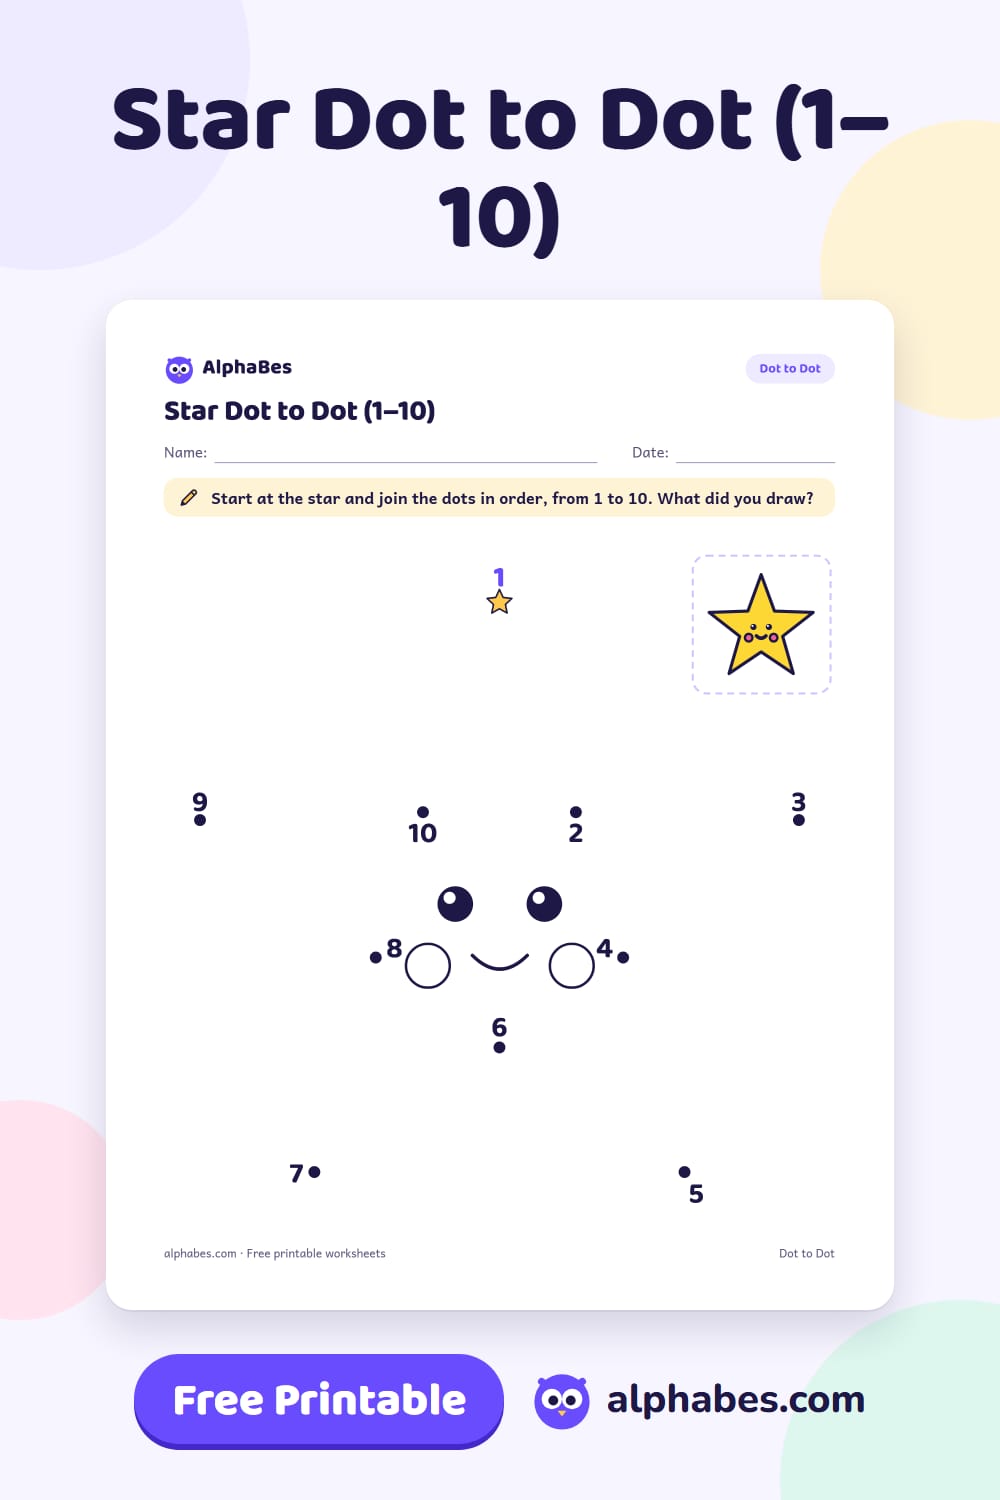 Star Dot to Dot (1–
10)
AlphaBes
Dot to Dot
Star Dot to Dot (1–10)
Name:
Date:
Start at the star and join the dots in order, from 1 to 10. What did you draw?
1
9
10
2
3
8
4
6
7
5
alphabes.com · Free printable worksheets
Dot to Dot
Free Printable
alphabes.com